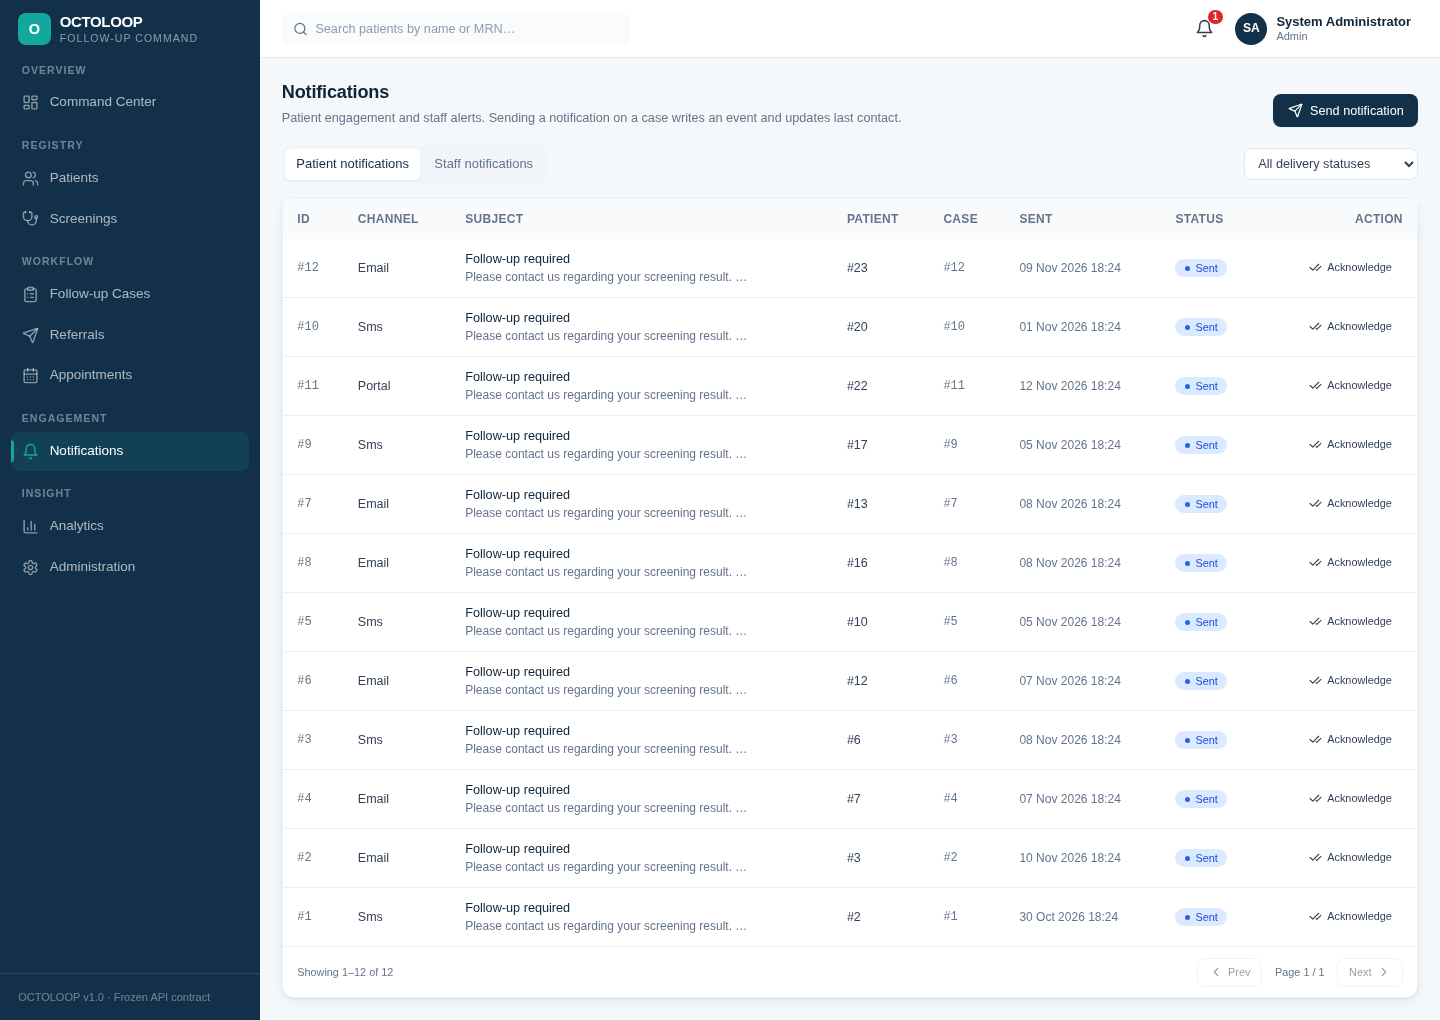 O
OCTOLOOP
FOLLOW-UP COMMAND
OVERVIEW
Command Center
REGISTRY
Patients
Screenings
WORKFLOW
Follow-up Cases
Referrals
Appointments
ENGAGEMENT
Notifications
INSIGHT
Analytics
Administration
OCTOLOOP v1.0 · Frozen API contract
Search patients by name or MRN…
1
SA
System Administrator
Admin
Notifications
Patient engagement and staff alerts. Sending a notification on a case writes an event and updates last contact.
Send notification
Patient notifications Staff notifications
All delivery statuses
ID CHANNEL SUBJECT PATIENT CASE SENT STATUS ACTION
#12 Email Follow-up required #23 #12 09 Nov 2026 18:24 Sent Acknowledge
Please contact us regarding your screening result. …
#10 Sms Follow-up required #20 #10 01 Nov 2026 18:24 Sent Acknowledge
Please contact us regarding your screening result. …
#11 Portal Follow-up required #22 #11 12 Nov 2026 18:24 Sent Acknowledge
Please contact us regarding your screening result. …
#9 Sms Follow-up required #17 #9 05 Nov 2026 18:24 Sent Acknowledge
Please contact us regarding your screening result. …
#7 Email Follow-up required #13 #7 08 Nov 2026 18:24 Sent Acknowledge
Please contact us regarding your screening result. …
#8 Email Follow-up required #16 #8 08 Nov 2026 18:24 Sent Acknowledge
Please contact us regarding your screening result. …
#5 Sms Follow-up required #10 #5 05 Nov 2026 18:24 Sent Acknowledge
Please contact us regarding your screening result. …
#6 Email Follow-up required #12 #6 07 Nov 2026 18:24 Sent Acknowledge
Please contact us regarding your screening result. …
#3 Sms Follow-up required #6 #3 08 Nov 2026 18:24 Sent Acknowledge
Please contact us regarding your screening result. …
#4 Email Follow-up required #7 #4 07 Nov 2026 18:24 Sent Acknowledge
Please contact us regarding your screening result. …
#2 Email Follow-up required #3 #2 10 Nov 2026 18:24 Sent Acknowledge
Please contact us regarding your screening result. …
#1 Sms Follow-up required #2 #1 30 Oct 2026 18:24 Sent Acknowledge
Please contact us regarding your screening result. …
Showing 1–12 of 12 Prev Page 1 / 1 Next